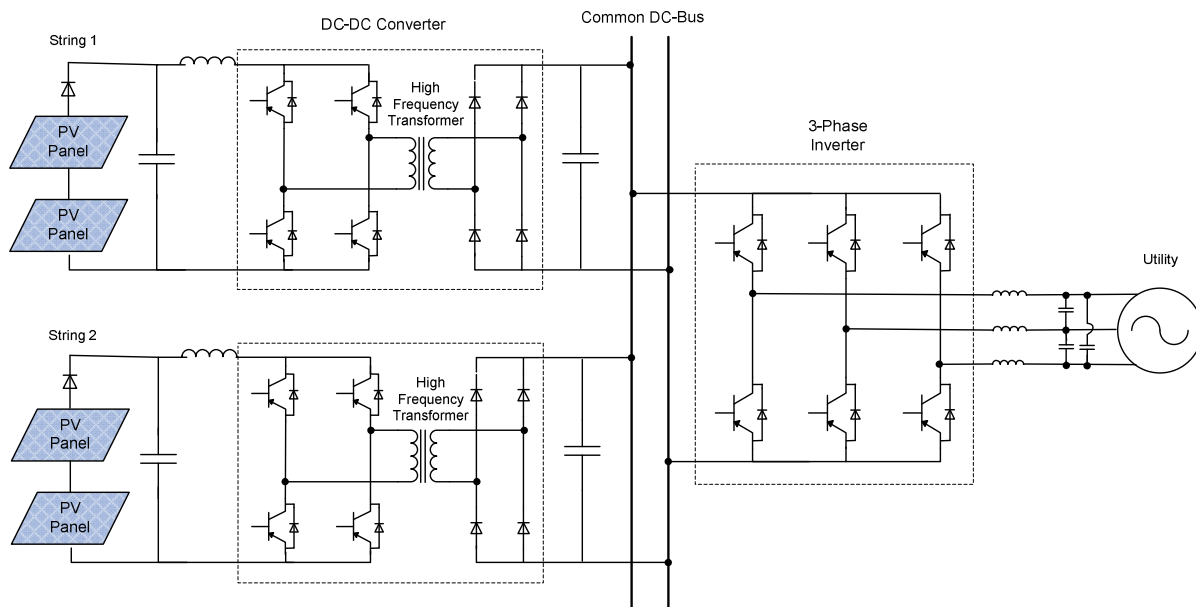 Common DC-Bus
DC-DC Converter
String 1
High
Frequency
Transformer
PV
Panel
PV
Panel
3-Phase
Inverter
Utility
String 2
High
Frequency
Transformer
PV
Panel
PV
Panel